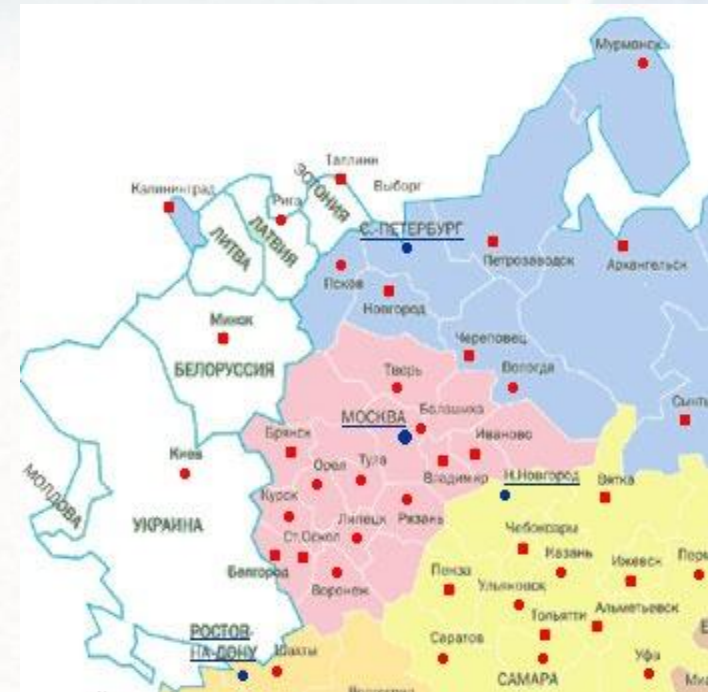 Мурманск
Таллинн
Калининград
Рига
ЭСТОНИЯ
Выборг
ЛИТВА
ЛАТВИЯ
С.-ПЕТЕРБУРГ
Петрозаводск
Архангельск
Псков
Новгород
Минск
БЕЛОРУССИЯ
Череповец
Вологда
Тверь
МОСКВА
Балашиха
Брянск
Иваново
Киев
Орел
Тула
Владимир
Н.Новгород
Вятка
МОЛДОВА
УКРАИНА
Курск
Липецк
Рязань
Ст.Оскол
Чебоксары
Казань
Ижевск
Белгород
Воронеж
Пенза
Ульяновск
Тольятти
Альметьевск
РОСТОВ-
НА-ДОНУ
Шахты
Саратов
САМАРА
Уфа